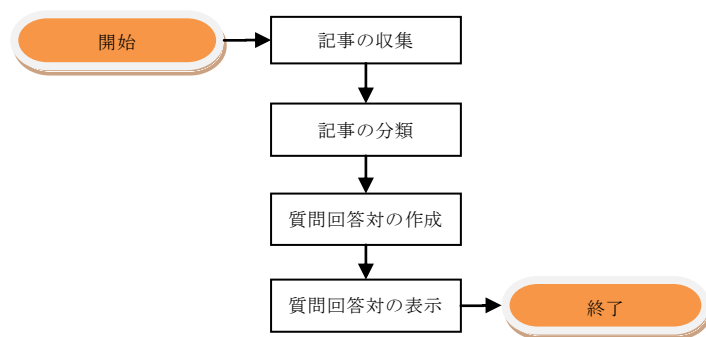 開始
記事の収集
記事の分類
質問回答対の作成
質問回答対の表示
終了